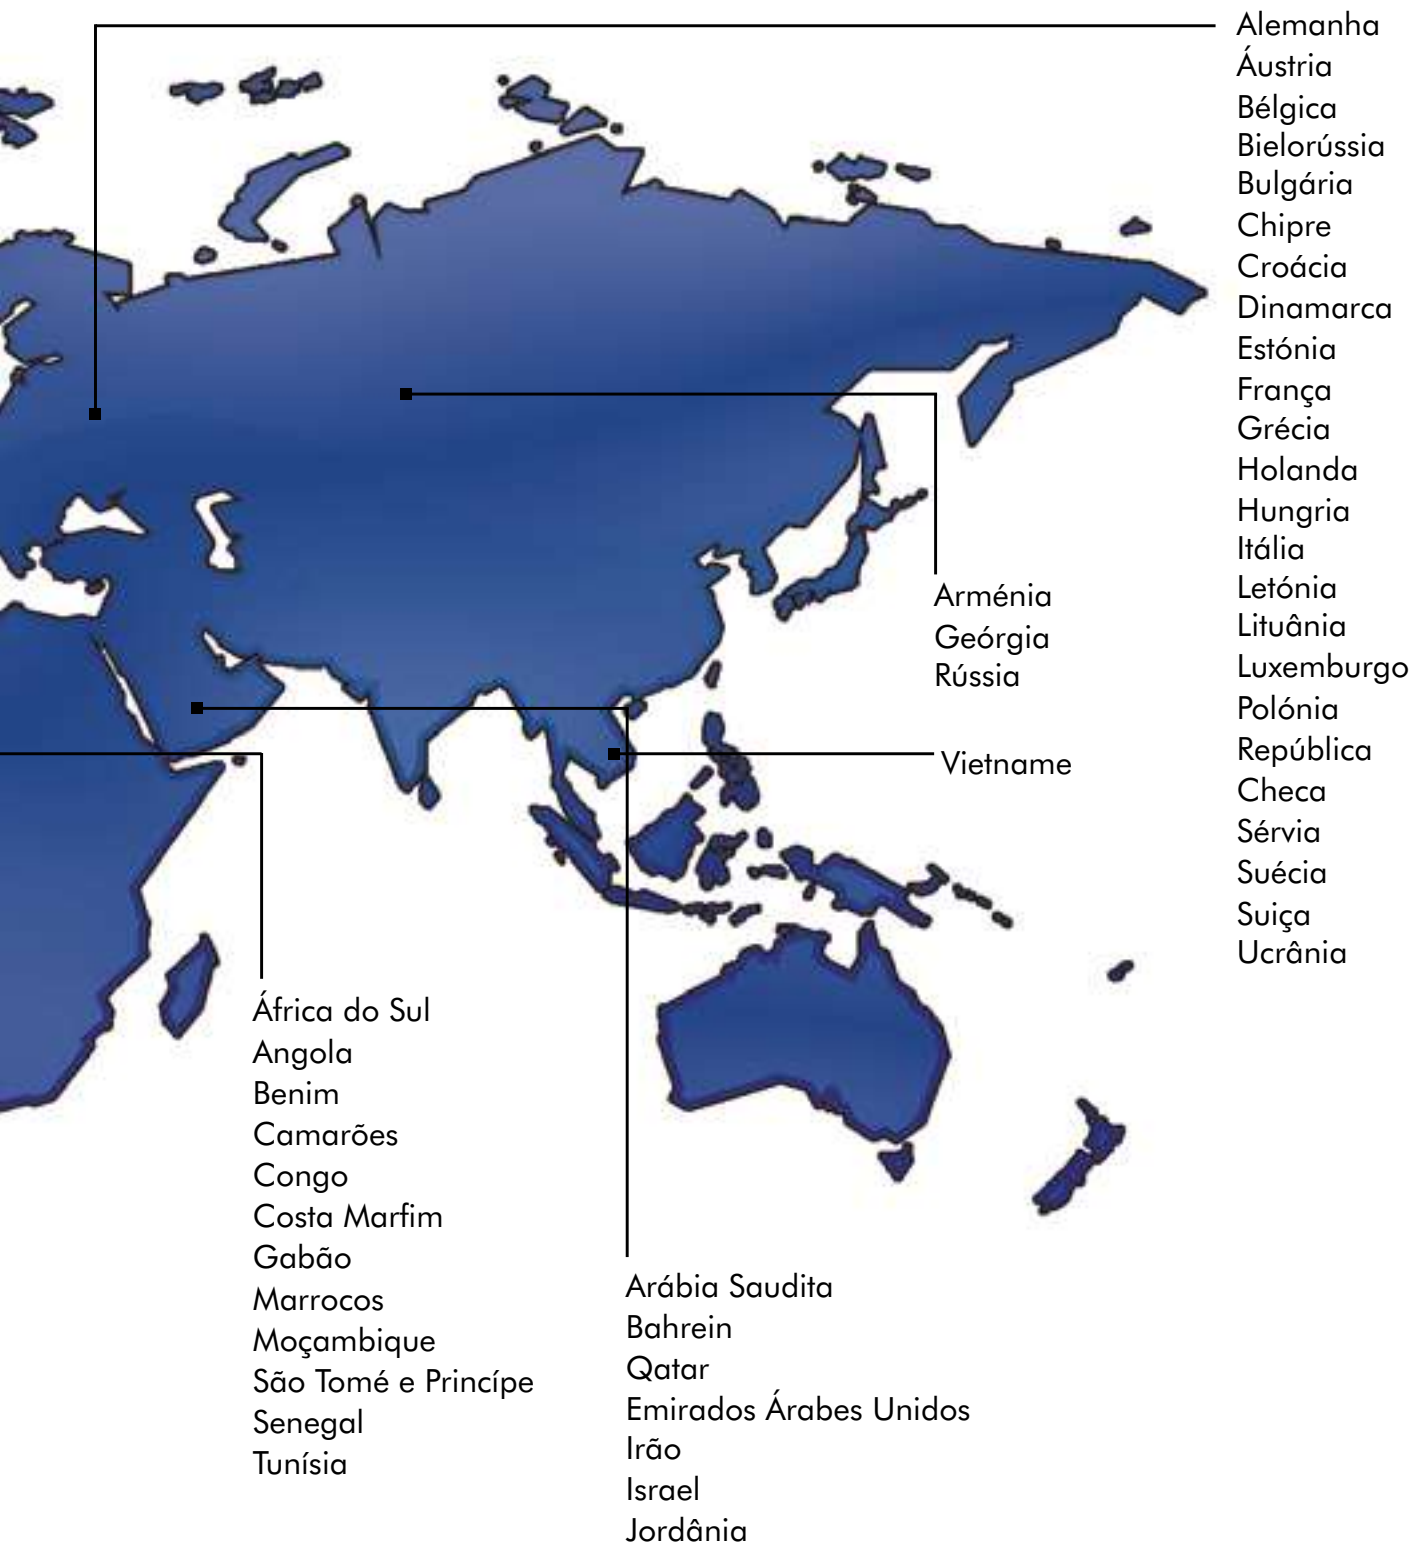 Alemanha
Áustria
Bélgica
Bielorússia
Bulgária
Chipre
Croácia
Dinamarca
Estónia
França
Grécia
Holanda
Hungria
Itália
Letónia
Lituânia
Luxemburgo
Polónia
República
Checa
Sérvia
Suécia
Suiça
Ucrânia
Arménia
Geórgia
Rússia
Vietname
África do Sul
Angola
Benim
Camarões
Congo
Costa Marfim
Gabão
Marrocos
Moçambique
São Tomé e Princípe
Senegal
Tunísia
Arábia Saudita
Bahrein
Qatar
Emirados Árabes Unidos
Irão
Israel
Jordânia